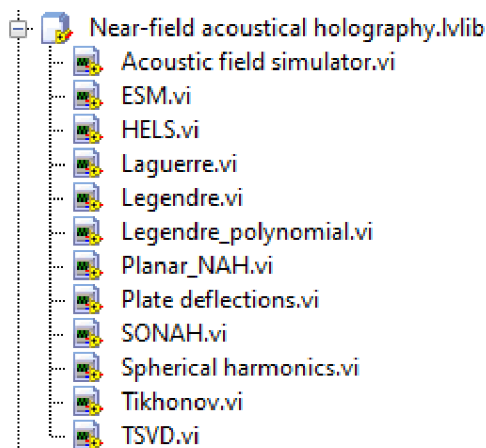 Near-field acoustical holography.lvlib
Acoustic field simulator.vi
ESM.vi
HELS.vi
Laguerre.vi
Legendre.vi
Legendre_polynomial.vi
Planar_NAH.vi
Plate deflections.vi
SONAH.vi
Spherical harmonics.vi
Tikhonov.vi
TSVD.vi